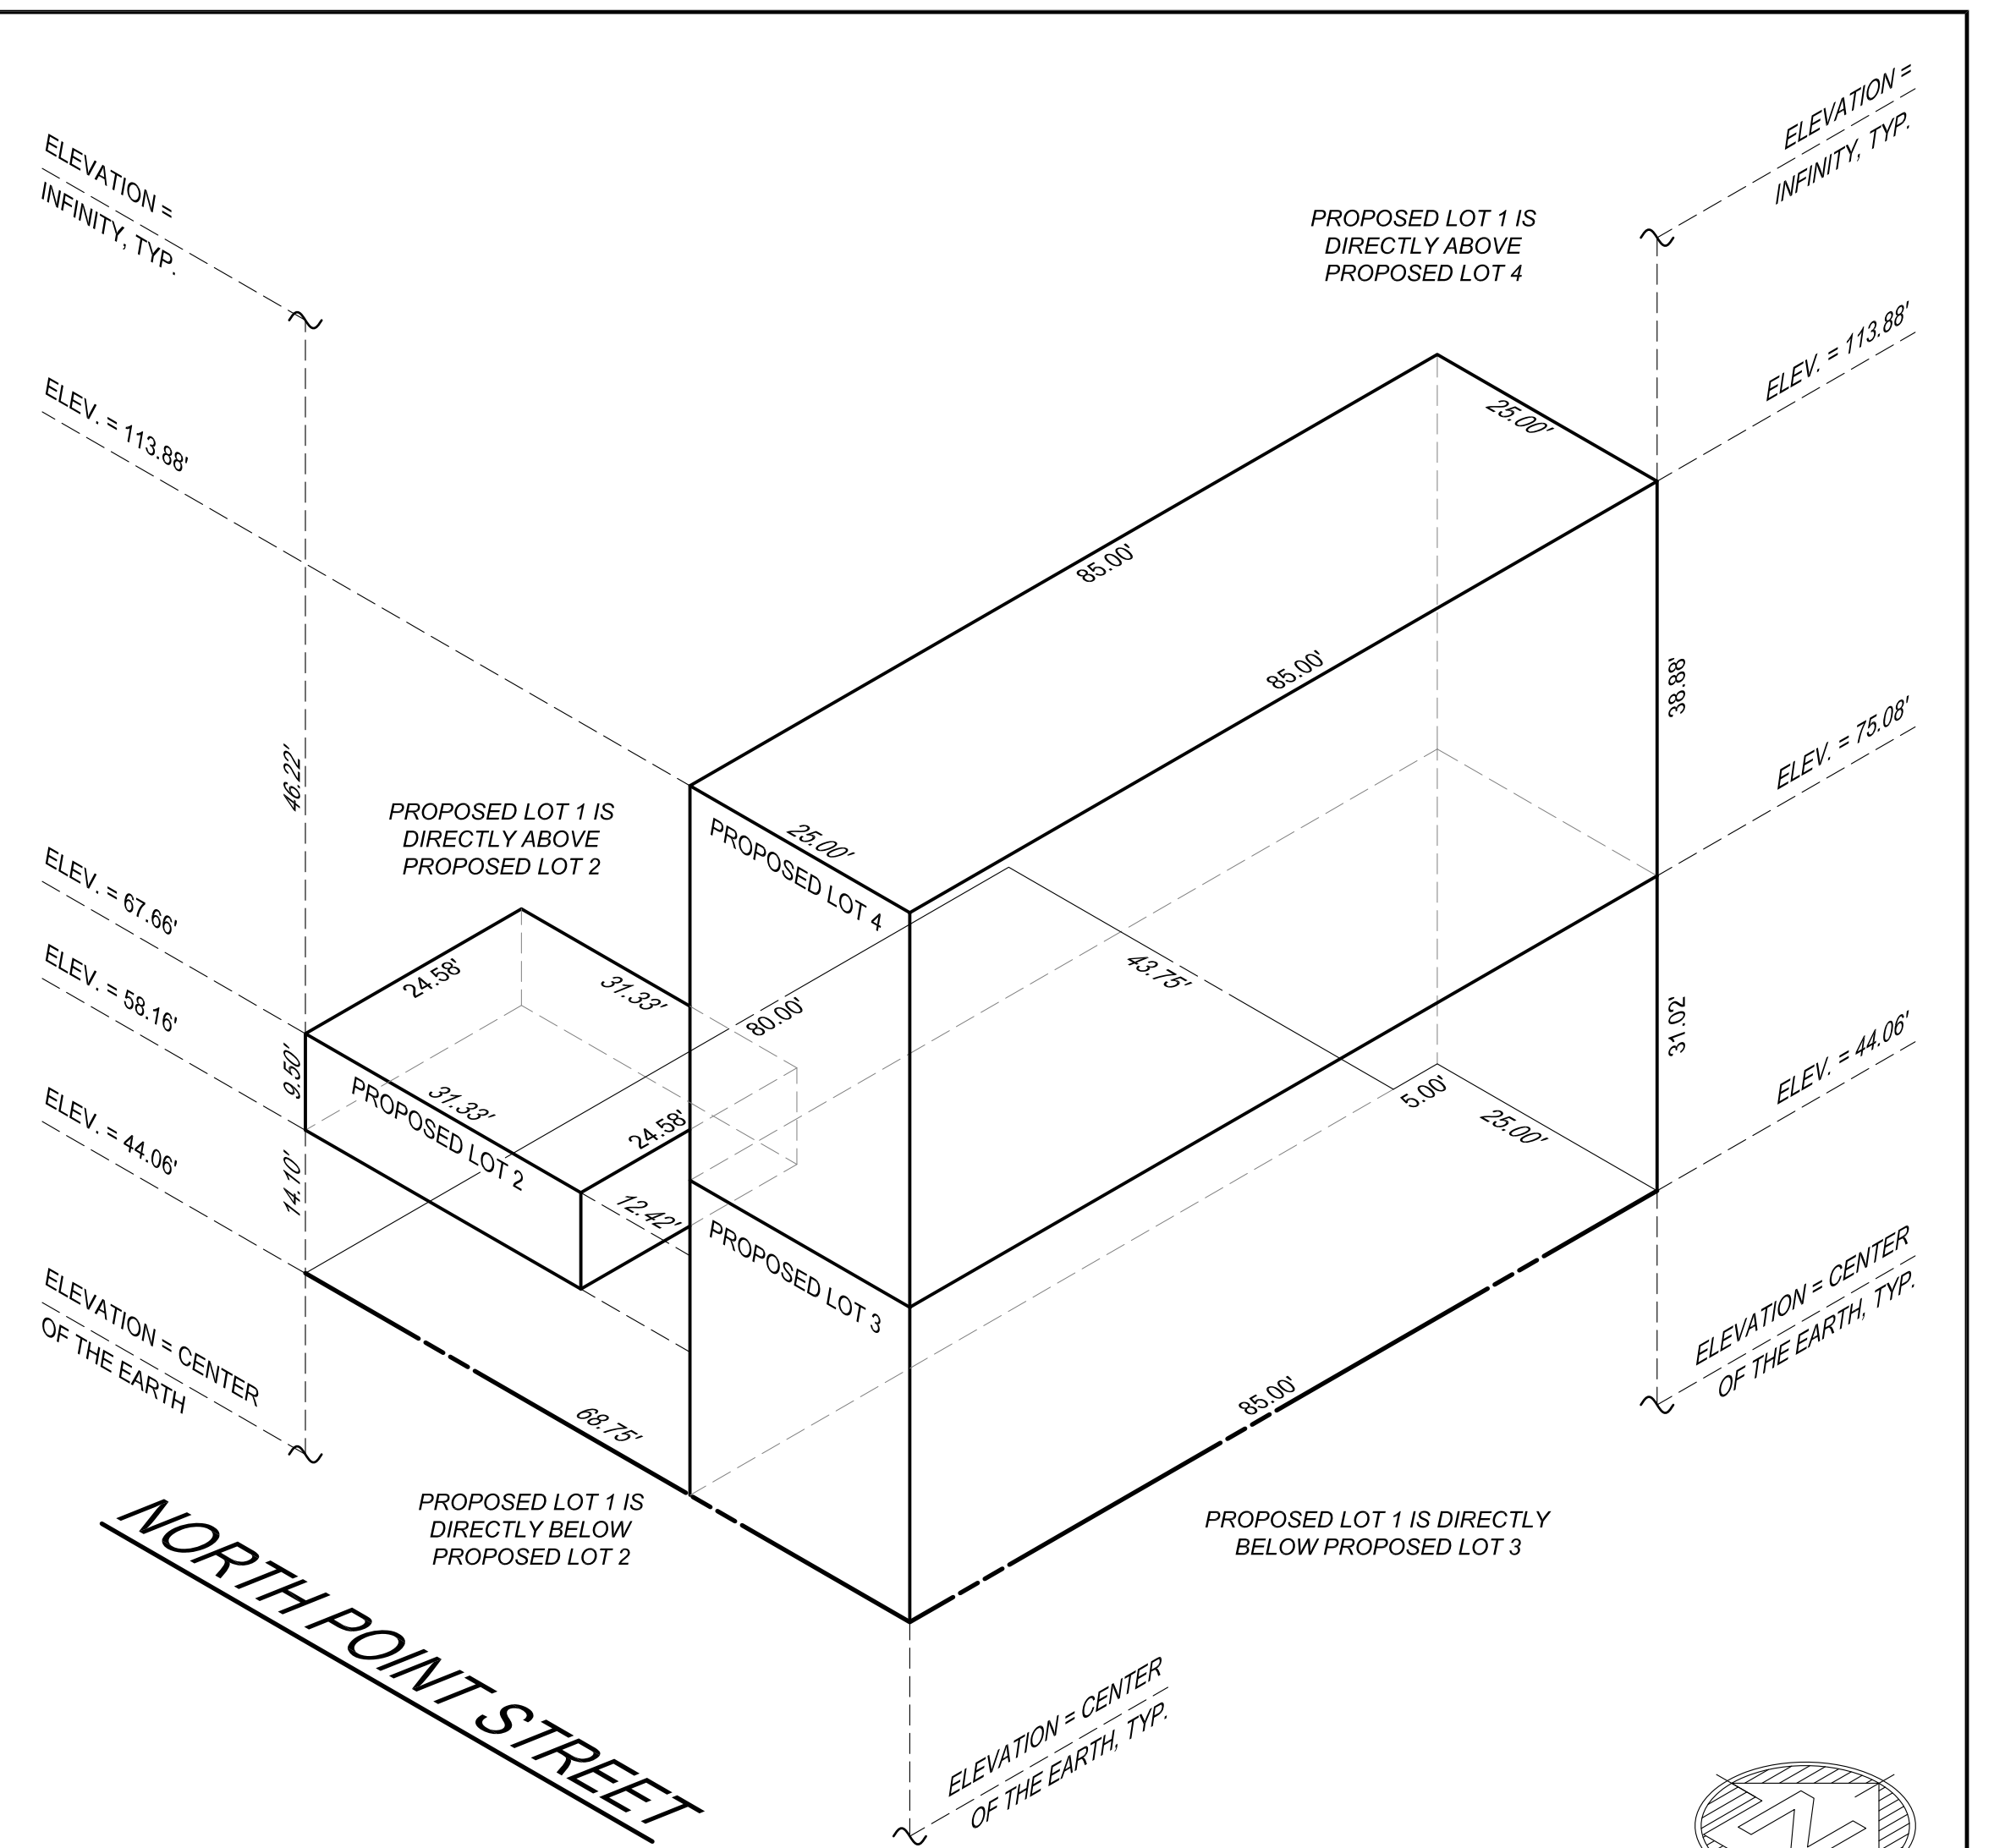 ELEVATION =
INFINITY, TYP.
ELEVATION =
INFINITY, TYP.
PROPOSED LOT 1 IS
DIRECTLY ABOVE
PROPOSED LOT 4
ELEV. = 113.88'
ELEV. = 113.88'
25.00'
85.00'
85.00'
38.88'
46.22'
ELEV. = 75.08'
PROPOSED LOT 1 IS
DIRECTLY ABOVE
PROPOSED LOT 2
25.00'
PROPOSED LOT 4
ELEV. = 67.66'
ELEV. = 58.16'
24.58'
31.33'
43.75'
80.00'
31.02'
ELEV. = 44.06'
9.50'
31.33'
PROPOSED LOT 2
24.58'
5.00'
25.00'
ELEV. = 44.06'
14.10'
12.42'
PROPOSED LOT 3
ELEVATION = CENTER
OF THE EARTH
ELEVATION = CENTER
OF THE EARTH, TYP.
68.75'
85.00'
PROPOSED LOT 1 IS
DIRECTLY BELOW
PROPOSED LOT 2
PROPOSED LOT 1 IS DIRECTLY
BELOW PROPOSED LOT 3
NORTH POINT STREET
ELEVATION = CENTER
OF THE EARTH, TYP.